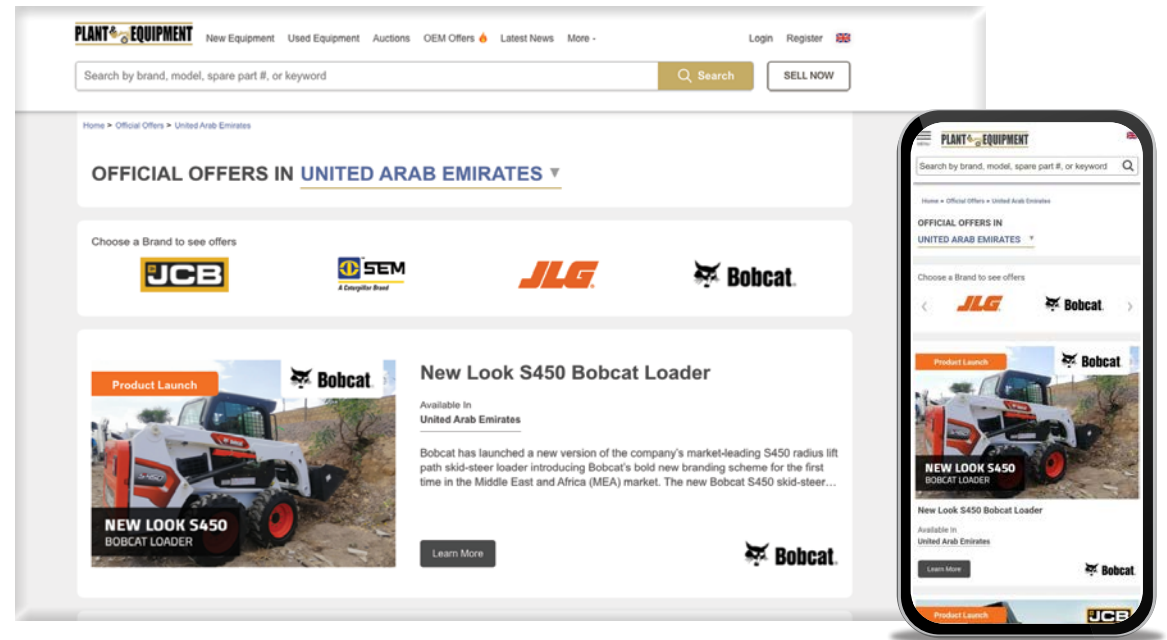 PLANT & EQUIPMENT
New Equipment Used Equipment Auctions OEM Offers Latest News More -
Login Register
Search by brand, model, spare part #, or keyword
Search
SELL NOW
Home > Official Offers > United Arab Emirates
OFFICIAL OFFERS IN UNITED ARAB EMIRATES ▼
Choose a Brand to see offers
JCB
SEM
A Caterpillar Brand
JLG
Bobcat
Product Launch
Bobcat
NEW LOOK S450
BOBCAT LOADER
New Look S450 Bobcat Loader
Available In
United Arab Emirates
Bobcat has launched a new version of the company's market-leading S450 radius lift
path skid-steer loader introducing Bobcat's bold new branding scheme for the first
time in the Middle East and Africa (MEA) market. The new Bobcat S450 skid-steer...
Learn More
Bobcat
MENU
PLANT & EQUIPMENT
Search by brand, model, spare part #, or keyword
Home > Official Offers > United Arab Emirates
OFFICIAL OFFERS IN
UNITED ARAB EMIRATES ▼
Choose a Brand to see offers
JLG
Bobcat
Product Launch
Bobcat
NEW LOOK S450
BOBCAT LOADER
New Look S450 Bobcat Loader
Available In
United Arab Emirates
Learn More
Bobcat
Product Launch
JCB